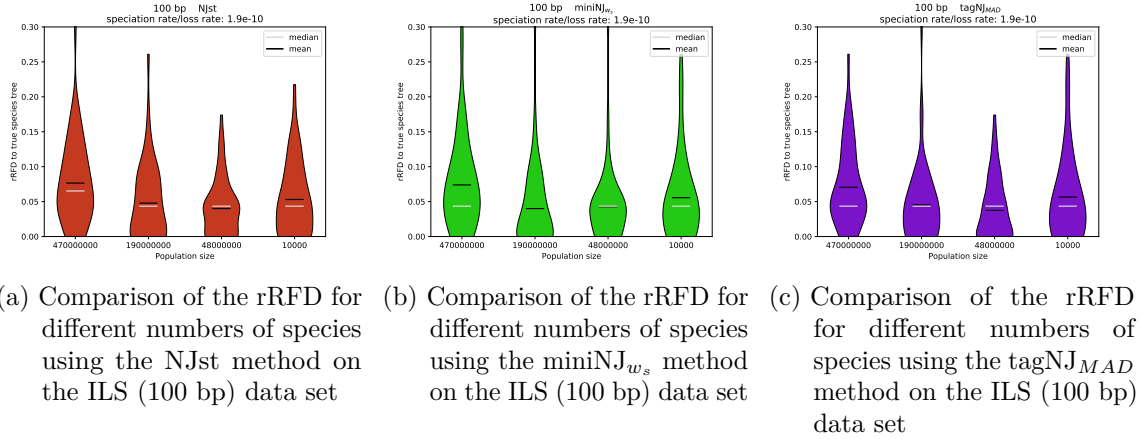 100 bp NJst
speciation rate/loss rate: 1.9e-10
0.30
0.25
0.20
0.15
0.10
0.05
0.00
rRFD to true species tree
median
mean
470000000 190000000 48000000 10000
Population size
100 bp miniNJ_{w_s}
speciation rate/loss rate: 1.9e-10
0.30
0.25
0.20
0.15
0.10
0.05
0.00
rRFD to true species tree
median
mean
470000000 190000000 48000000 10000
Population size
100 bp tagNJ_{MAD}
speciation rate/loss rate: 1.9e-10
0.30
0.25
0.20
0.15
0.10
0.05
0.00
rRFD to true species tree
median
mean
470000000 190000000 48000000 10000
Population size
(a) Comparison of the rRFD for
different numbers of species
using the NJst method on
the ILS (100 bp) data set
(b) Comparison of the rRFD for
different numbers of species
using the miniNJ_{w_s} method
on the ILS (100 bp) data set
(c) Comparison of the rRFD
for different numbers of
species using the tagNJ_{MAD}
method on the ILS (100 bp)
data set